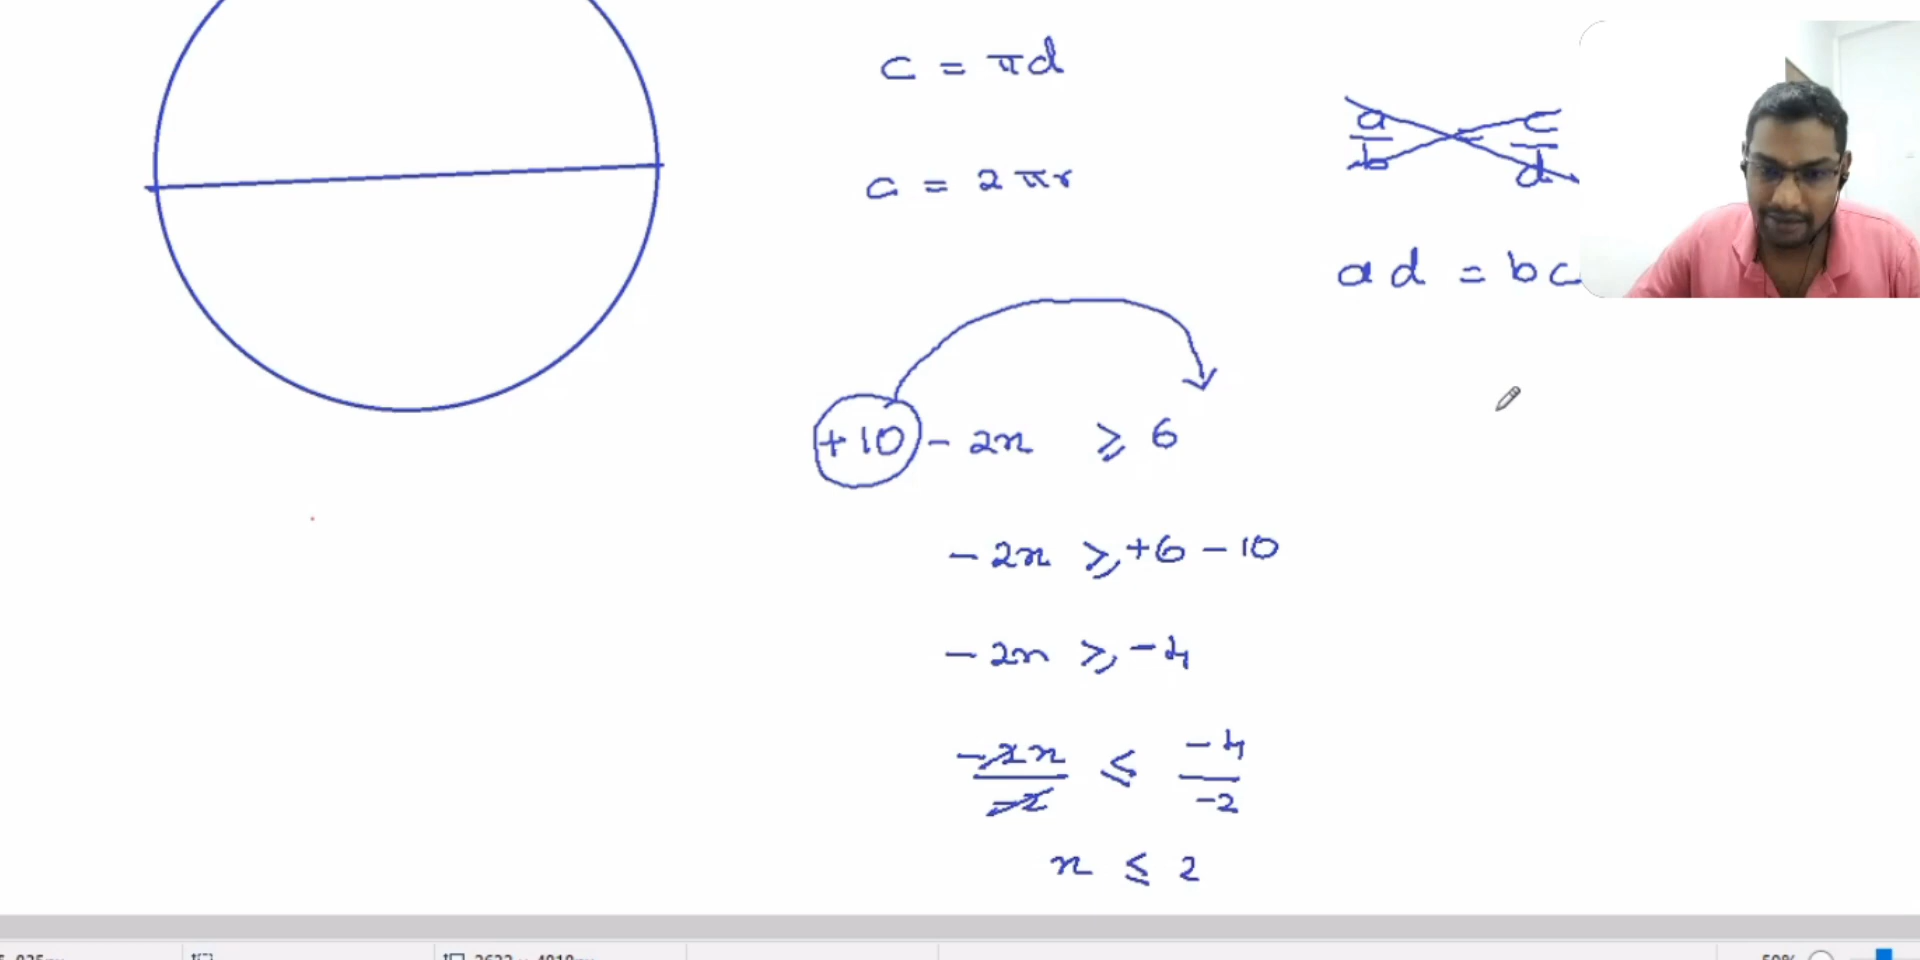 c = πd
c = 2πr
a/b = c/d
ad = bc
+10 - 2x ≥ 6
- 2x ≥ +6 - 10
- 2x ≥ -4
-2x/-2 ≤ -4/-2
x ≤ 2